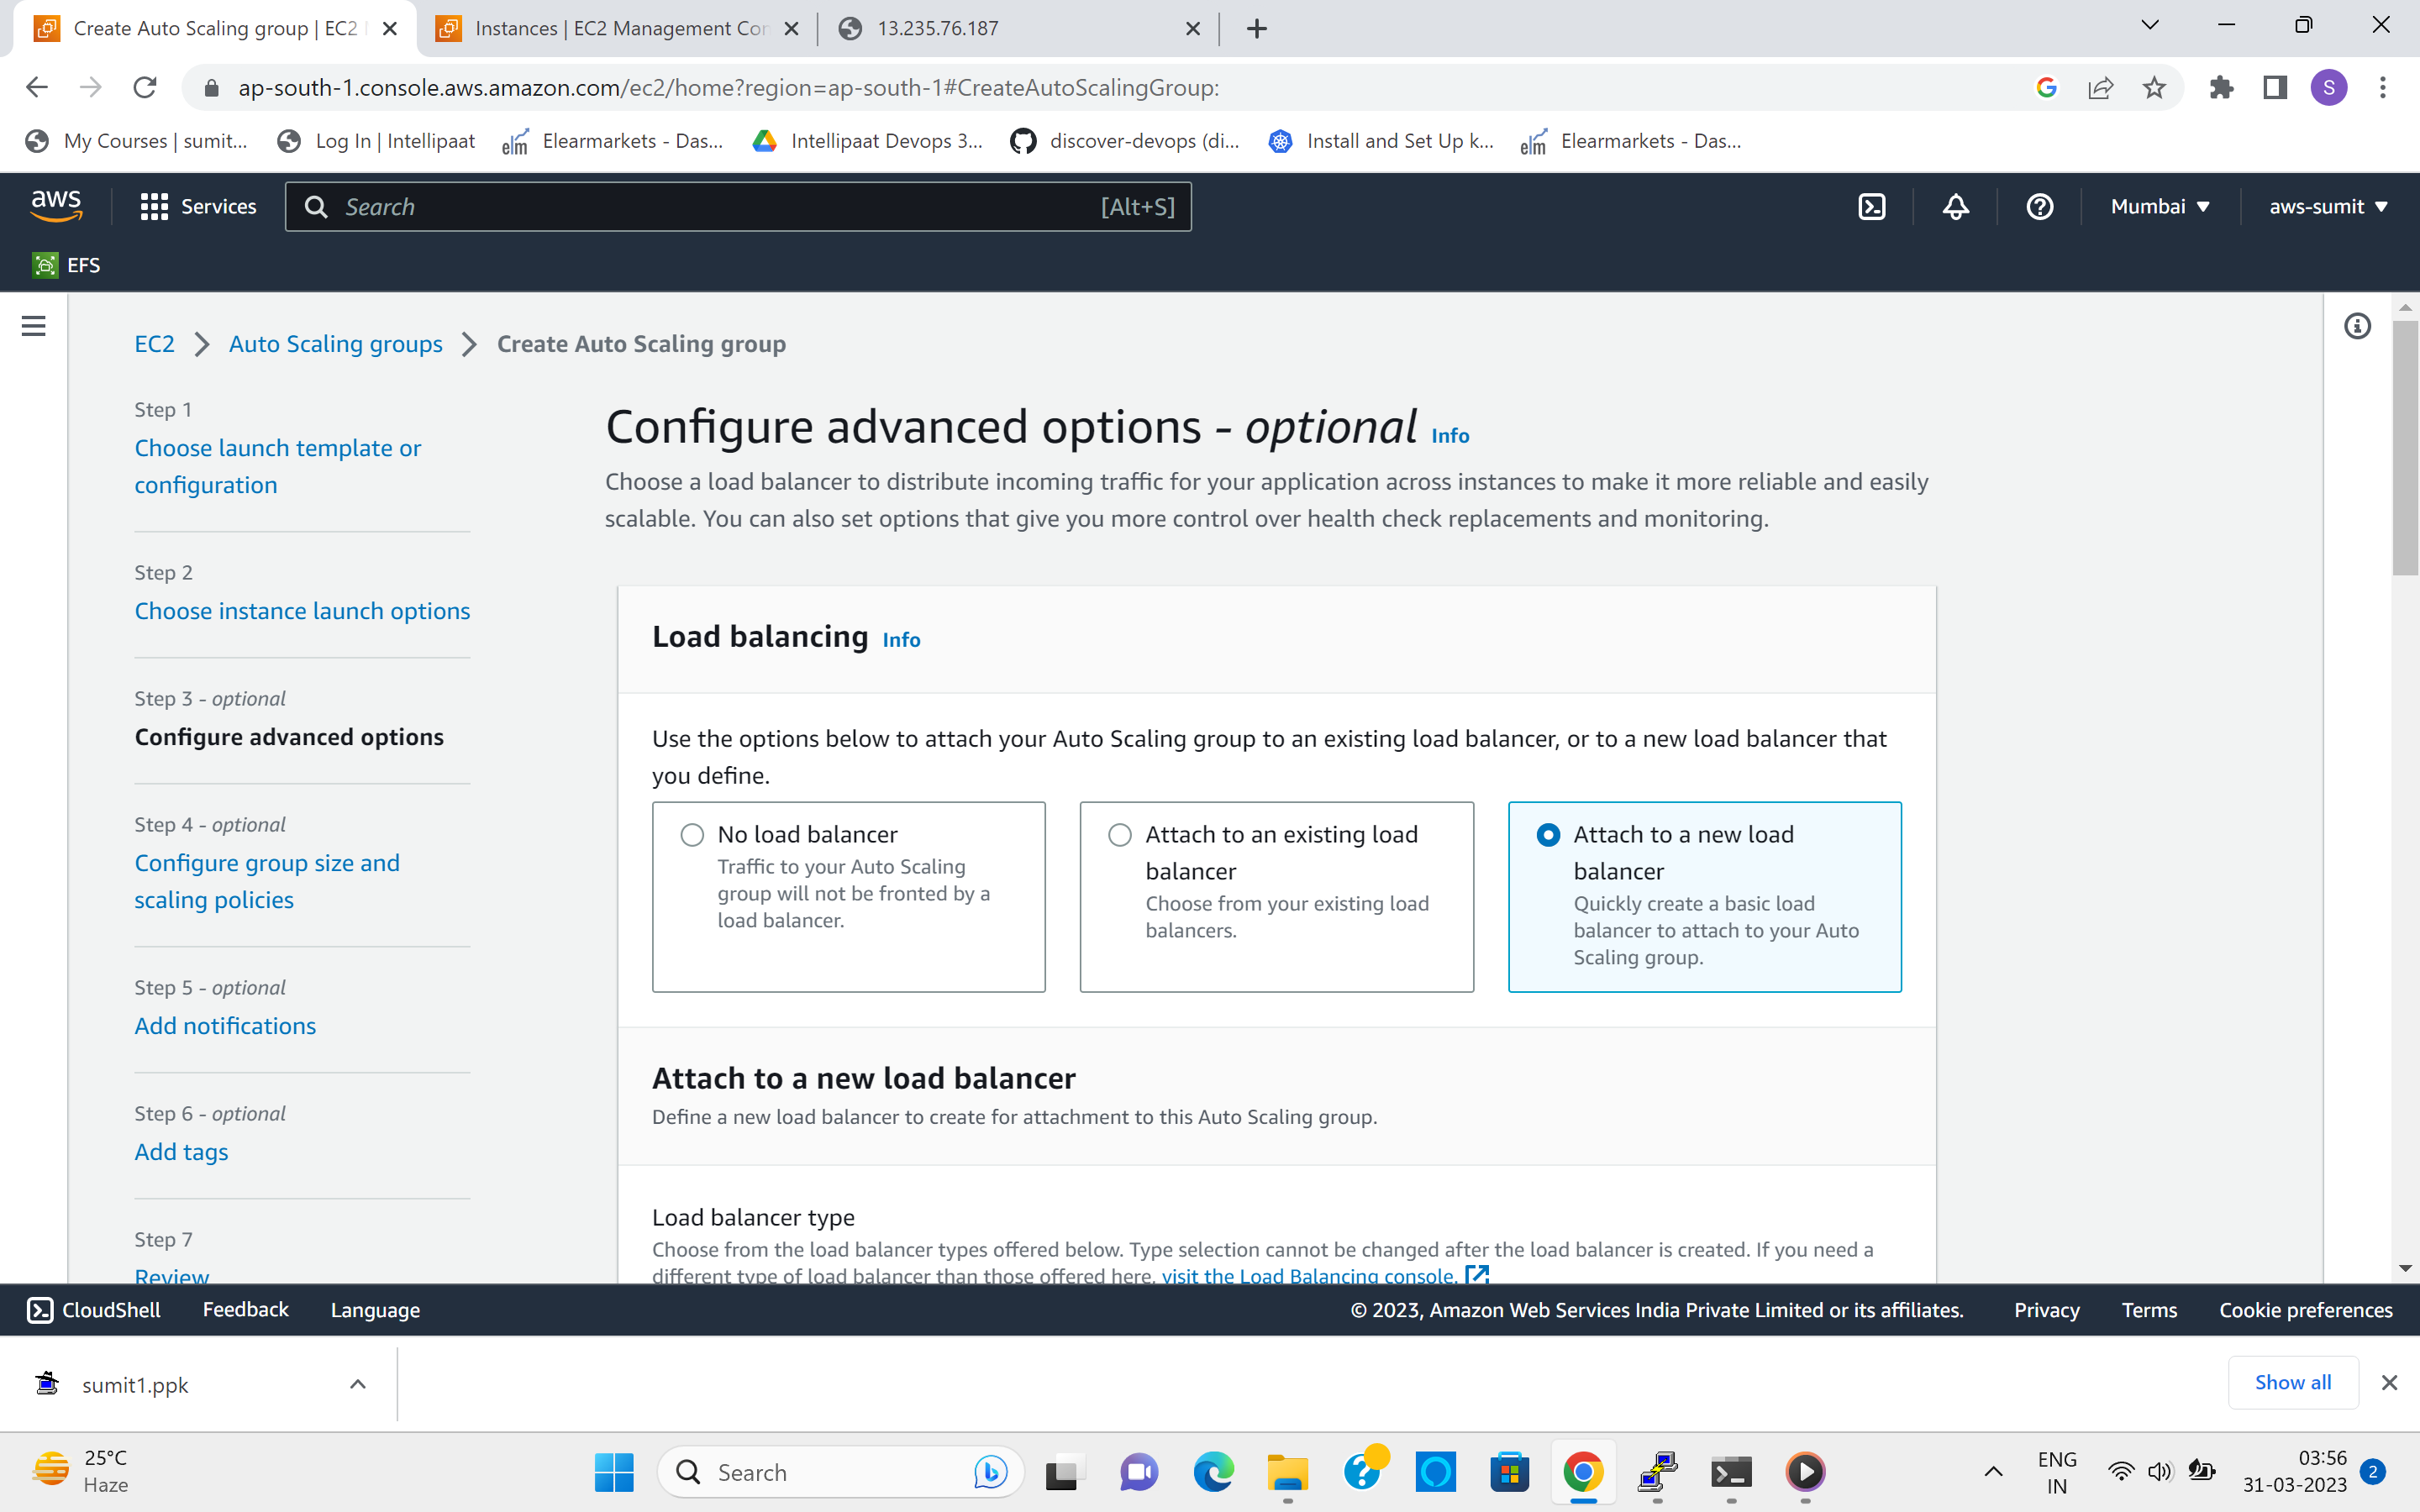 Create Auto Scaling group | EC2
Instances | EC2 Management Con
13.235.76.187
ap-south-1.console.aws.amazon.com/ec2/home?region=ap-south-1#CreateAutoScalingGroup:
S
My Courses | sumit...
Log In | Intellipaat
elm Elearmarkets - Das...
Intellipaat Devops 3...
discover-devops (di...
Install and Set Up k...
elm Elearmarkets - Das...
aws
Services
Search
[Alt+S]
Mumbai
aws-sumit
EFS
EC2
Auto Scaling groups
Create Auto Scaling group
Step 1
Choose launch template or
configuration
Step 2
Choose instance launch options
Step 3 - optional
Configure advanced options
Step 4 - optional
Configure group size and
scaling policies
Step 5 - optional
Add notifications
Step 6 - optional
Add tags
Step 7
Review
Configure advanced options - optional Info
Choose a load balancer to distribute incoming traffic for your application across instances to make it more reliable and easily
scalable. You can also set options that give you more control over health check replacements and monitoring.
Load balancing Info
Use the options below to attach your Auto Scaling group to an existing load balancer, or to a new load balancer that
you define.
No load balancer
Traffic to your Auto Scaling
group will not be fronted by a
load balancer.
Attach to an existing load
balancer
Choose from your existing load
balancers.
Attach to a new load
balancer
Quickly create a basic load
balancer to attach to your Auto
Scaling group.
Attach to a new load balancer
Define a new load balancer to create for attachment to this Auto Scaling group.
Load balancer type
Choose from the load balancer types offered below. Type selection cannot be changed after the load balancer is created. If you need a
different type of load balancer than those offered here, visit the Load Balancing console.
CloudShell
Feedback
Language
© 2023, Amazon Web Services India Private Limited or its affiliates.
Privacy
Terms
Cookie preferences
sumit1.ppk
Show all
25°C
Haze
Search
ENG
IN
03:56
31-03-2023
2